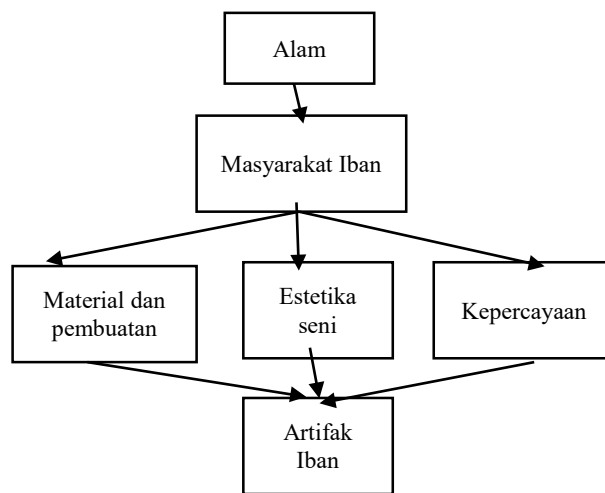 Alam
Masyarakat Iban
Material dan
pembuatan
Estetika
seni
Kepercayaan
Artifak
Iban